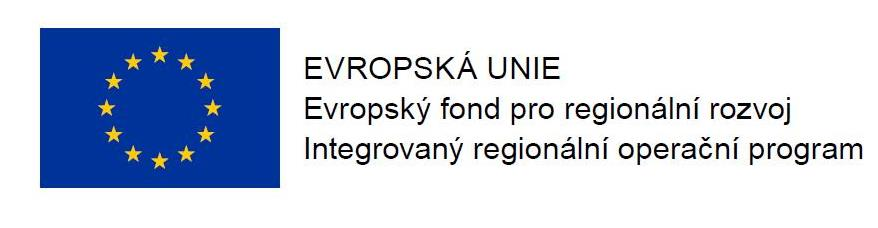 EVROPSKÁ UNIE
Evropský fond pro regionální rozvoj
Integrovaný regionální operační program